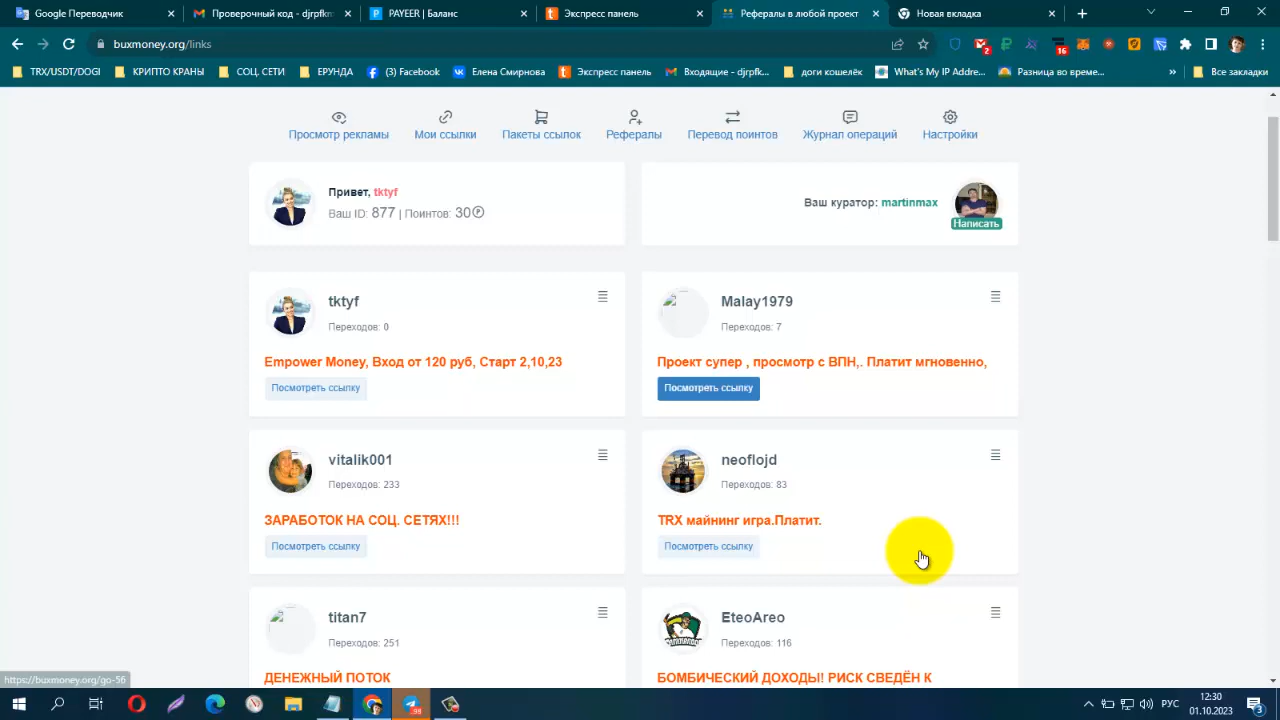 Google Переводчик
Проверочный код - djrpfkm
PAYEER | Баланс
Экспресс панель
Рефералы в любой проект
Новая вкладка
buxmoney.org/links
2
16
TRX/USDT/DOGI
КРИПТО КРАНЫ
СОЦ. СЕТИ
ЕРУНДА
(3) Facebook
Елена Смирнова
Экспресс панель
Входящие - djrpfk...
доги кошелёк
What's My IP Addre...
Разница во време...
»
Все закладки
Просмотр рекламы
Мои ссылки
Пакеты ссылок
Рефералы
Перевод поинтов
Журнал операций
Настройки
Привет, tktyf
Ваш ID: 877 | Поинтов: 30 Ⓟ
Ваш куратор: martinmax
Написать
tktyf
Переходов: 0
Empower Money, Вход от 120 руб, Старт 2,10,23
Посмотреть ссылку
Malay1979
Переходов: 7
Проект супер , просмотр с ВПН,. Платит мгновенно,
Посмотреть ссылку
vitalik001
Переходов: 233
ЗАРАБОТОК НА СОЦ. СЕТЯХ!!!
Посмотреть ссылку
neoflojd
Переходов: 83
TRX майнинг игра.Платит.
Посмотреть ссылку
titan7
Переходов: 251
ДЕНЕЖНЫЙ ПОТОК
EteoAreo
Переходов: 116
БОМБИЧЕСКИЙ ДОХОДЫ! РИСК СВЕДЁН К
https://buxmoney.org/go-56
98
РУС
12:30
01.10.2023
3